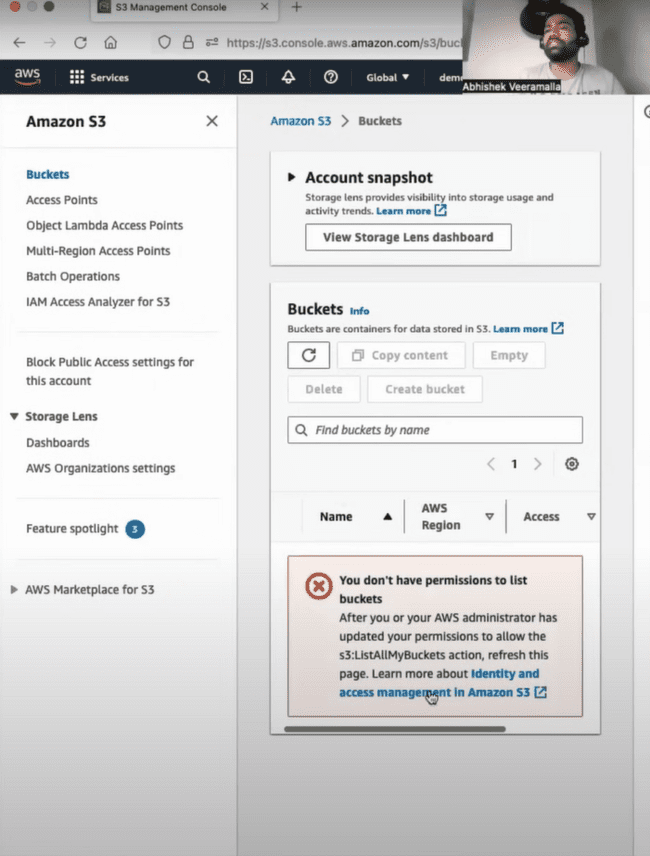 S3 Management Console
https://s3.console.aws.amazon.com/s3/buc
Abhishek Veeramalla
aws
Services
Global
demo
Amazon S3
Buckets
Access Points
Object Lambda Access Points
Multi-Region Access Points
Batch Operations
IAM Access Analyzer for S3
Block Public Access settings for
this account
Storage Lens
Dashboards
AWS Organizations settings
Feature spotlight 3
AWS Marketplace for S3
Amazon S3 > Buckets
Account snapshot
Storage lens provides visibility into storage usage and
activity trends. Learn more
View Storage Lens dashboard
Buckets Info
Buckets are containers for data stored in S3. Learn more
Copy content
Empty
Delete
Create bucket
Find buckets by name
1
Name
AWS
Region
Access
You don't have permissions to list
buckets
After you or your AWS administrator has
updated your permissions to allow the
s3:ListAllMyBuckets action, refresh this
page. Learn more about Identity and
access management in Amazon S3